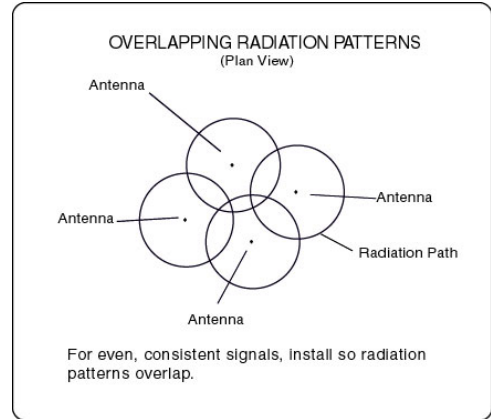 OVERLAPPING RADIATION PATTERNS
(Plan View)
Antenna
Antenna
Antenna
Radiation Path
Antenna
For even, consistent signals, install so radiation
patterns overlap.